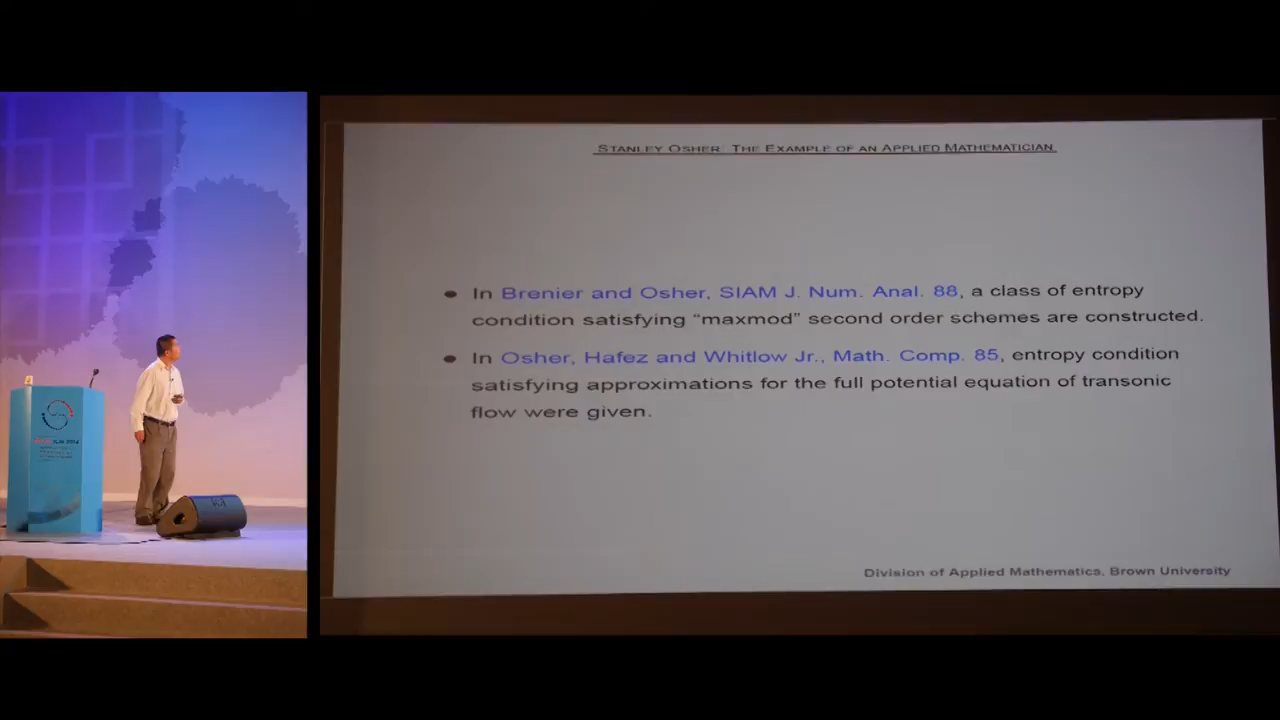 STANLEY OSHER: THE EXAMPLE OF AN APPLIED MATHEMATICIAN
• In Brenier and Osher, SIAM J. Num. Anal. 88, a class of entropy
condition satisfying “maxmod” second order schemes are constructed.
• In Osher, Hafez and Whitlow Jr., Math. Comp. 85, entropy condition
satisfying approximations for the full potential equation of transonic
flow were given.
Division of Applied Mathematics, Brown University